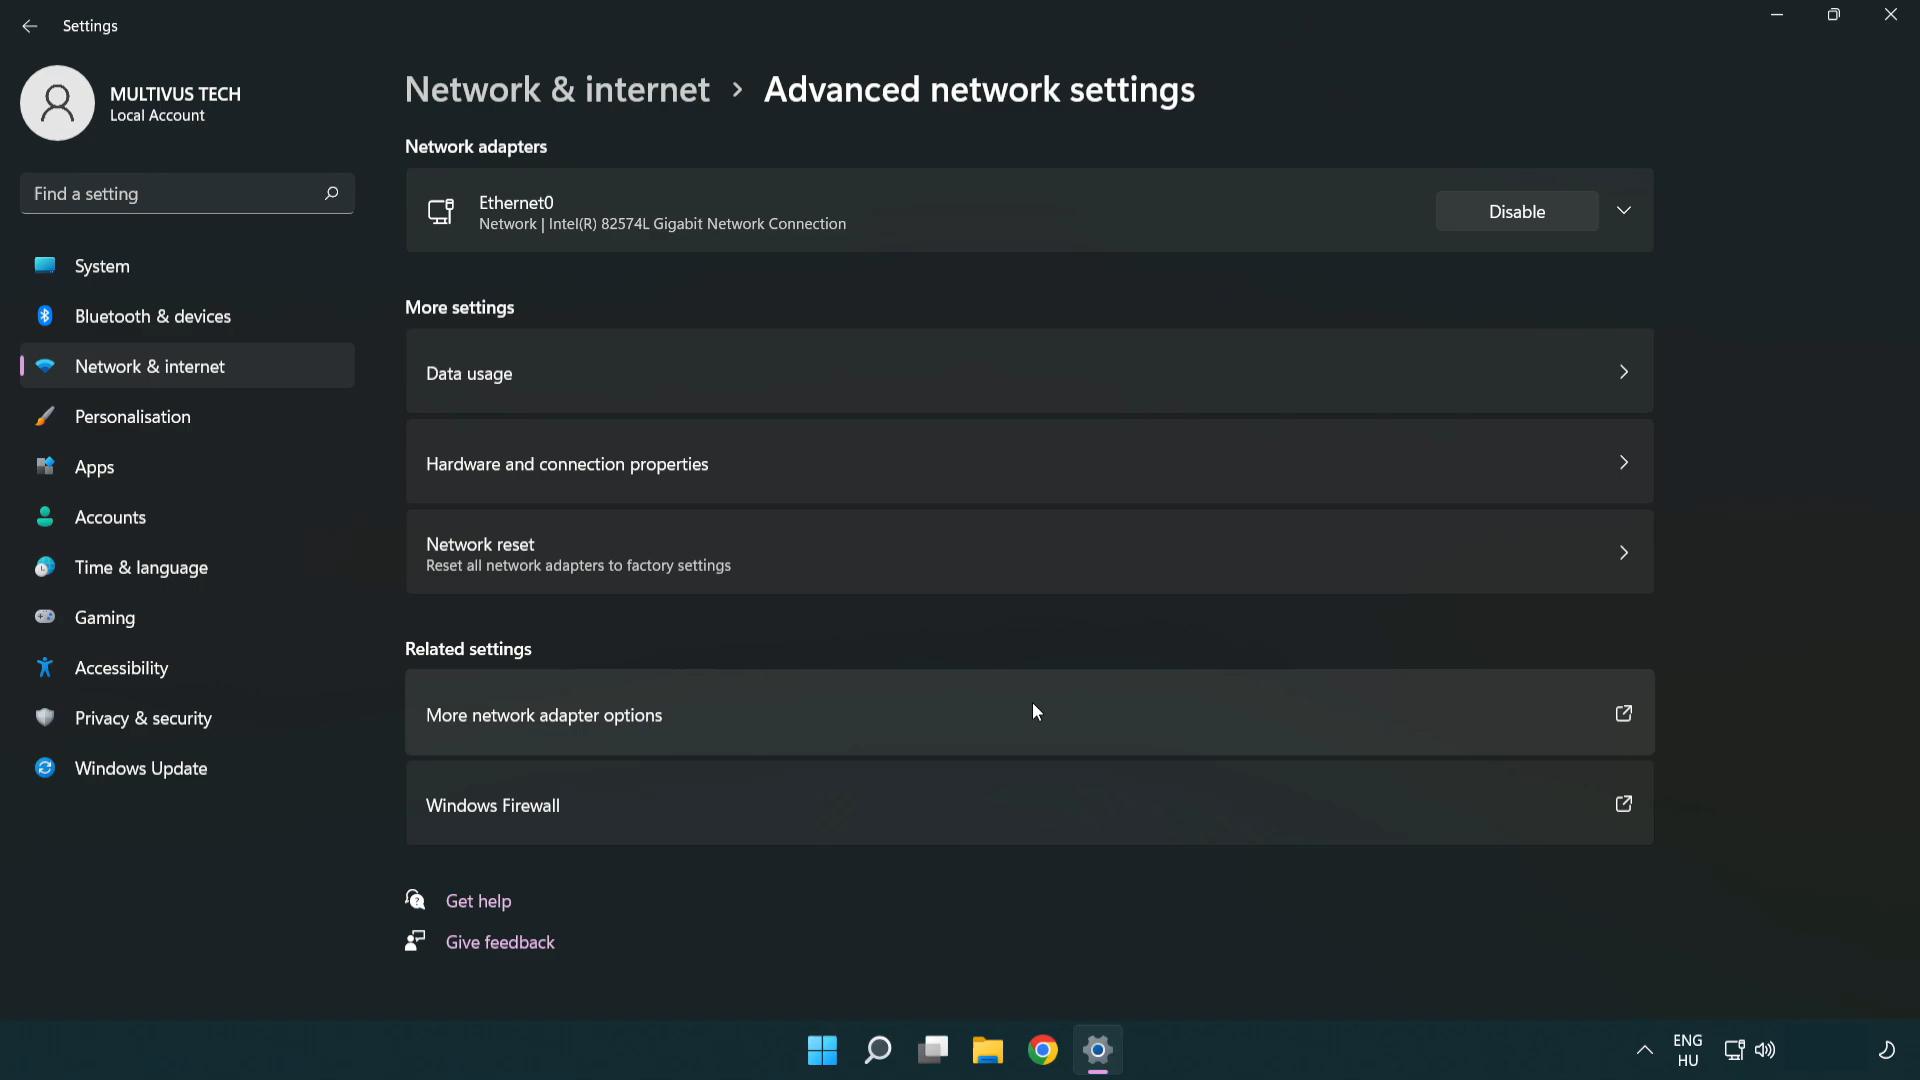 Settings
MULTIVUS TECH
Local Account
Find a setting
System
Bluetooth & devices
Network & internet
Personalisation
Apps
Accounts
Time & language
Gaming
Accessibility
Privacy & security
Windows Update
Network & internet > Advanced network settings
Network adapters
Ethernet0
Network | Intel(R) 82574L Gigabit Network Connection
Disable
More settings
Data usage
Hardware and connection properties
Network reset
Reset all network adapters to factory settings
Related settings
More network adapter options
Windows Firewall
Get help
Give feedback
ENG
HU